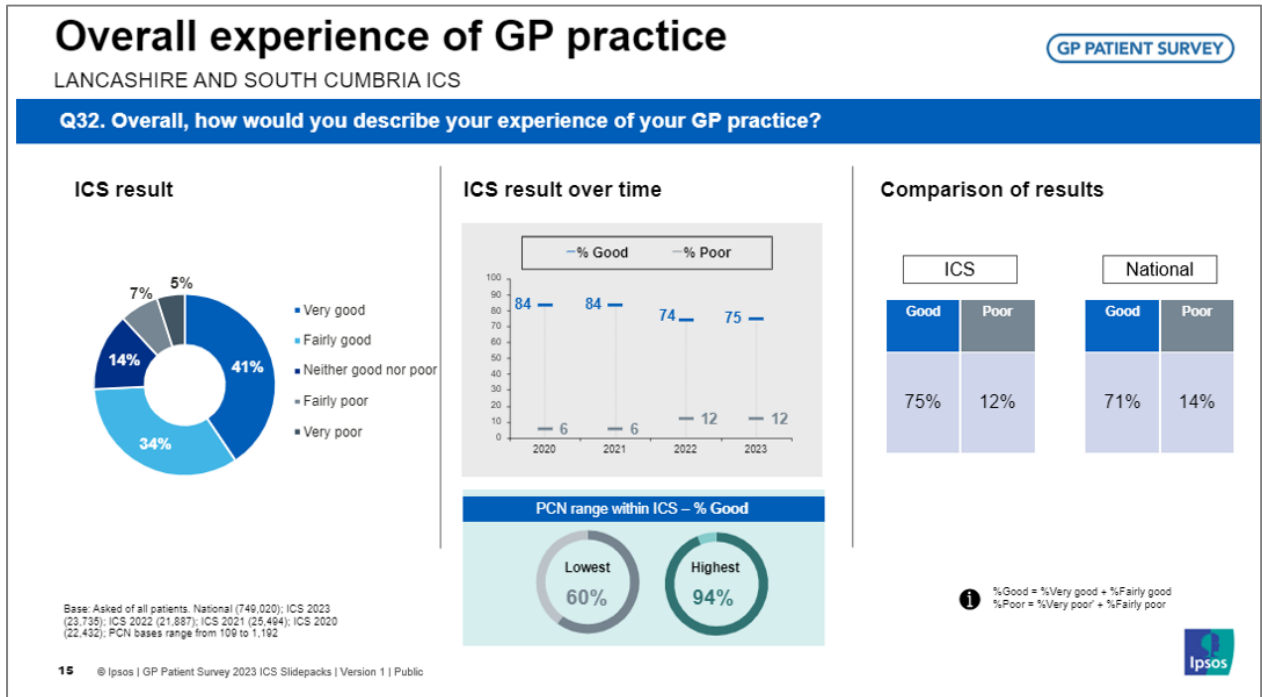 Overall experience of GP practice
GP PATIENT SURVEY
LANCASHIRE AND SOUTH CUMBRIA ICS
Q32. Overall, how would you describe your experience of your GP practice?
ICS result
5%
7%
14%
41%
34%
Very good
Fairly good
Neither good nor poor
Fairly poor
Very poor
ICS result over time
% Good
% Poor
100
90
80
70
60
50
40
30
20
10
0
84
84
74
75
6
6
12
12
2020
2021
2022
2023
PCN range within ICS – % Good
Lowest
60%
Highest
94%
Comparison of results
ICS
National
Good
Poor
Good
Poor
75%
12%
71%
14%
%Good = %Very good + %Fairly good
%Poor = %Very poor' + %Fairly poor
Base: Asked of all patients. National (749,020); ICS 2023
(23,735); ICS 2022 (21,887); ICS 2021 (25,494); ICS 2020
(22,432); PCN bases range from 109 to 1,192
15 © Ipsos | GP Patient Survey 2023 ICS Slidepacks | Version 1 | Public
Ipsos